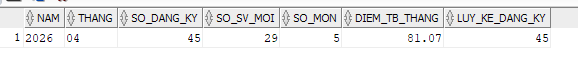 NAM THANG SO_DANG_KY SO_SV_MOI SO_MON DIEM_TB_THANG LUY_KE_DANG_KY
1 2026 04 45 29 5 81.07 45